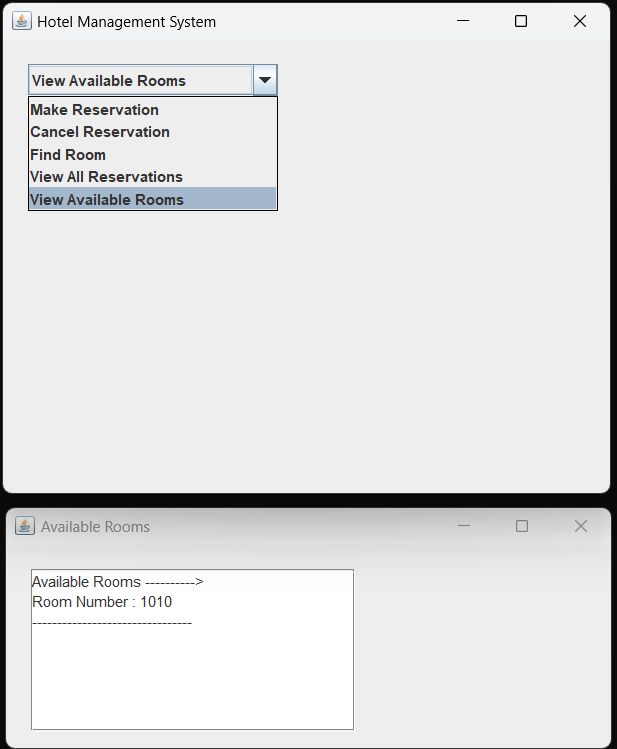 Hotel Management System
View Available Rooms
Make Reservation
Cancel Reservation
Find Room
View All Reservations
View Available Rooms
Available Rooms
Available Rooms ---------->
Room Number : 1010
--------------------------------